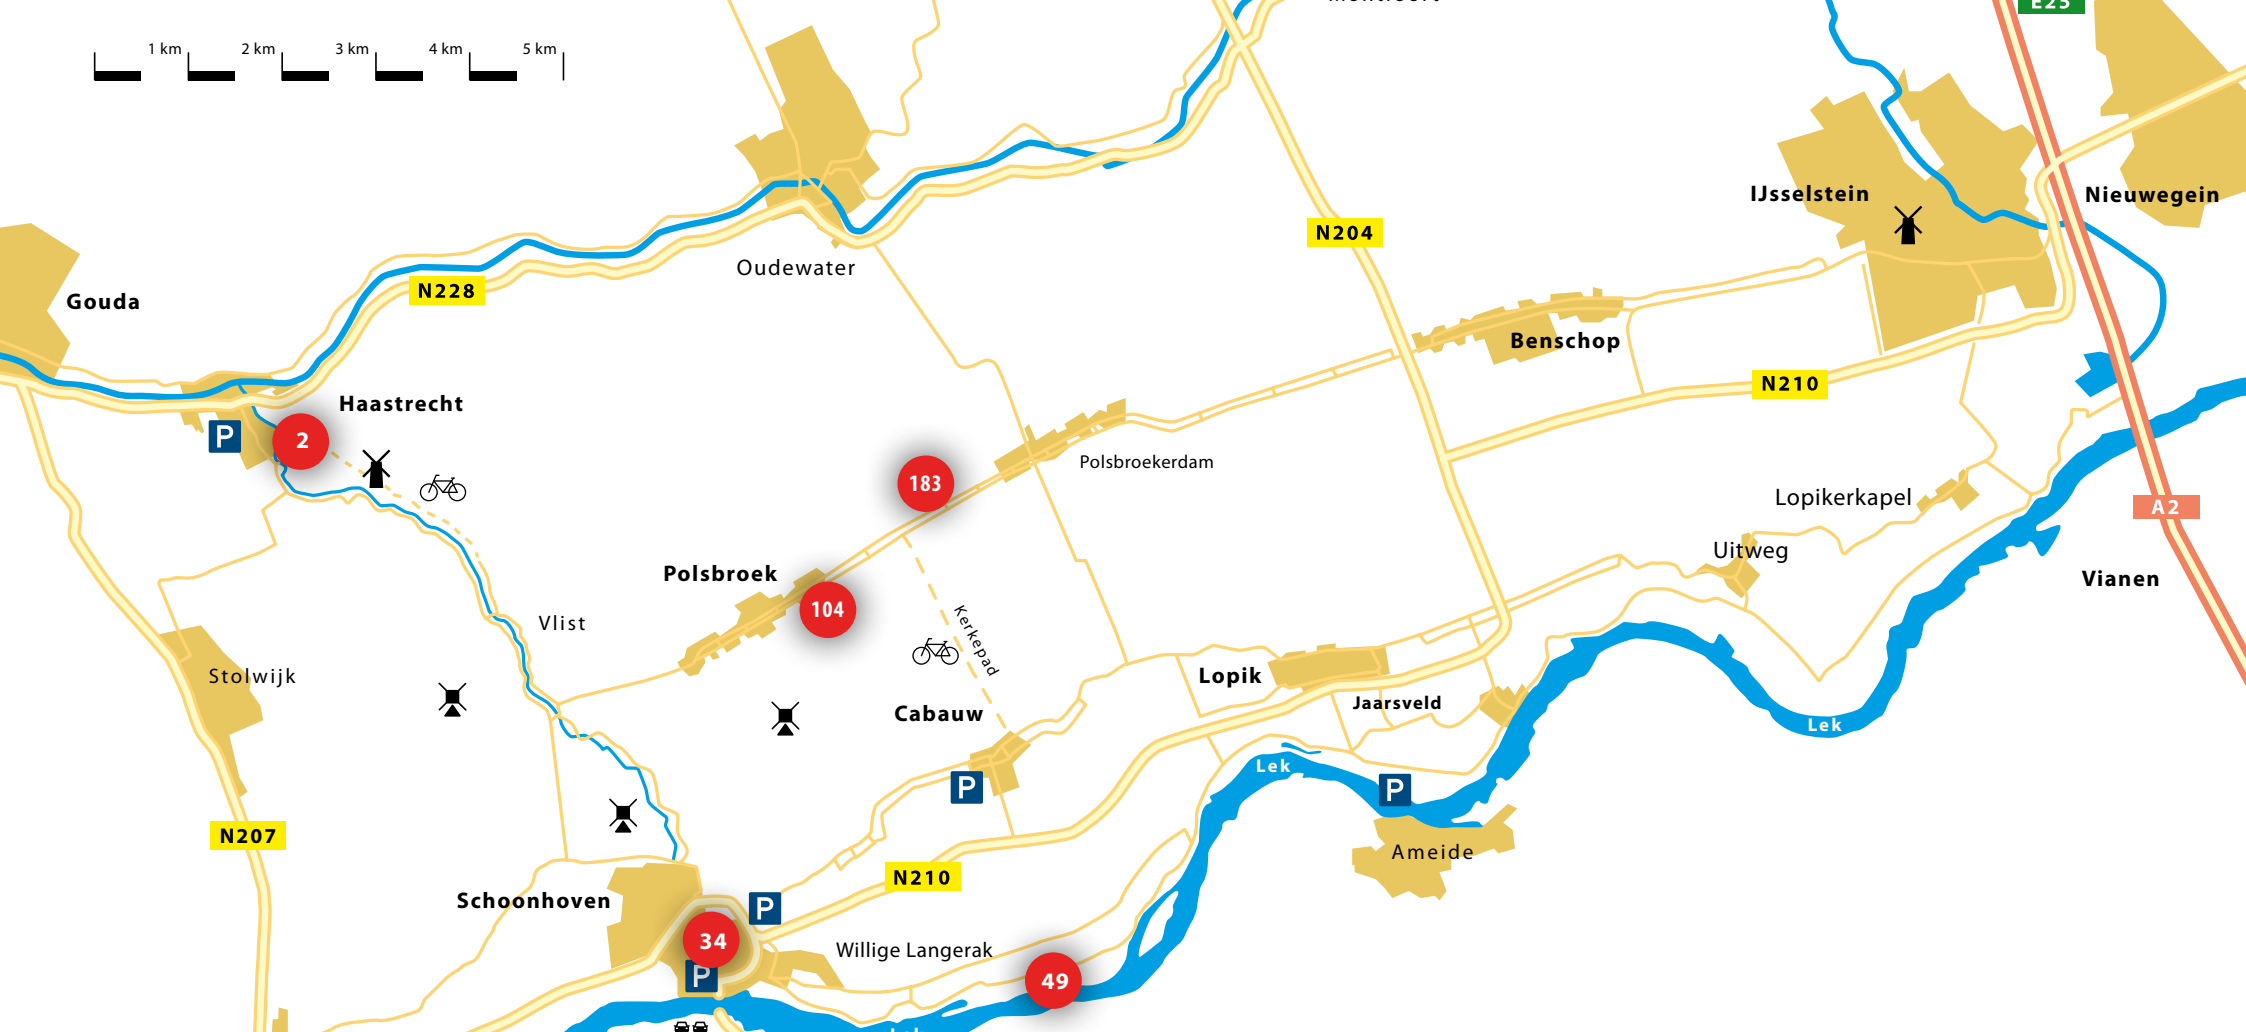 E25
1 km 2 km 3 km 4 km 5 km
IJsselstein
Nieuwegein
N204
Oudewater
N228
Gouda
Benschop
N210
Haastrecht
P
2
183
Polsbroekerdam
Lopikerkapel
A2
Uitweg
Polsbroek
Vianen
104
Vlist
Kerkepad
Stolwijk
Lopik
Jaarsveld
Cabauw
Lek
Lek
P
P
N207
Ameide
N210
Schoonhoven
P
34
Willige Langerak
P
49